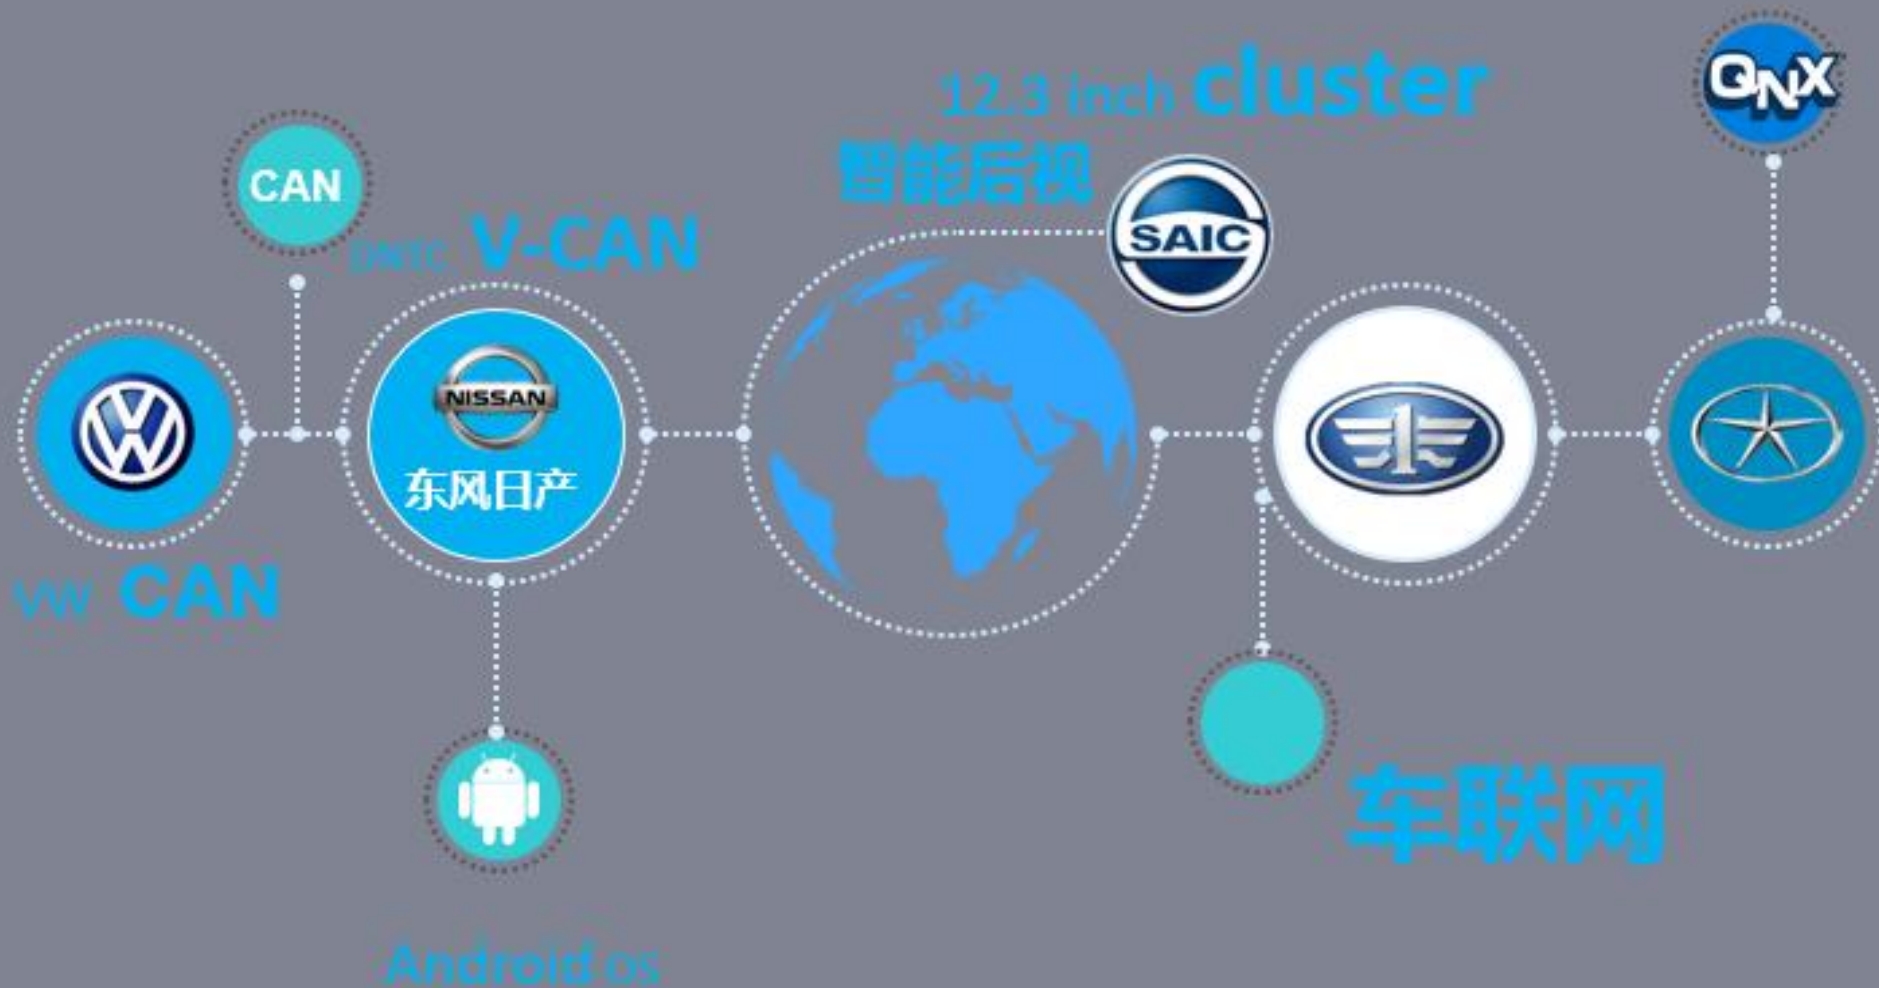 QNX
12.3 inch cluster
智能后视
CAN
V-CAN
SAIC
NISSAN
东风日产
VW CAN
车联网
Android OS